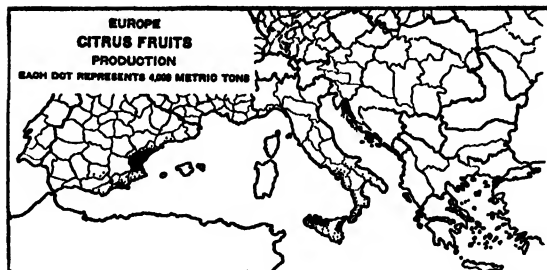 EUROPE
CITRUS FRUITS
PRODUCTION
EACH DOT REPRESENTS 4,000 METRIC TONS